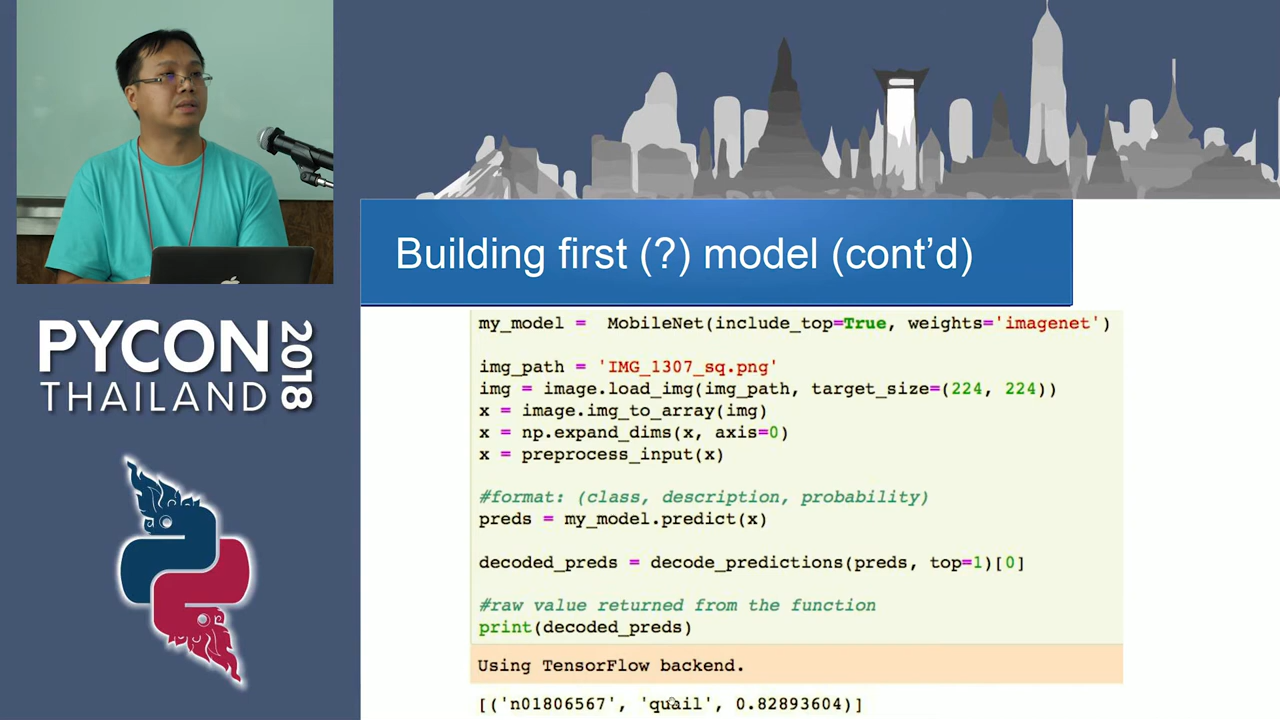 Building first (?) model (cont’d)
my_model = MobileNet(include_top=True, weights='imagenet')
img_path = 'IMG_1307_sq.png'
img = image.load_img(img_path, target_size=(224, 224))
x = image.img_to_array(img)
x = np.expand_dims(x, axis=0)
x = preprocess_input(x)
#format: (class, description, probability)
preds = my_model.predict(x)
decoded_preds = decode_predictions(preds, top=1)[0]
#raw value returned from the function
print(decoded_preds)
Using TensorFlow backend.
[('n01806567', 'quail', 0.82893604)]
PYCON
THAILAND
2018